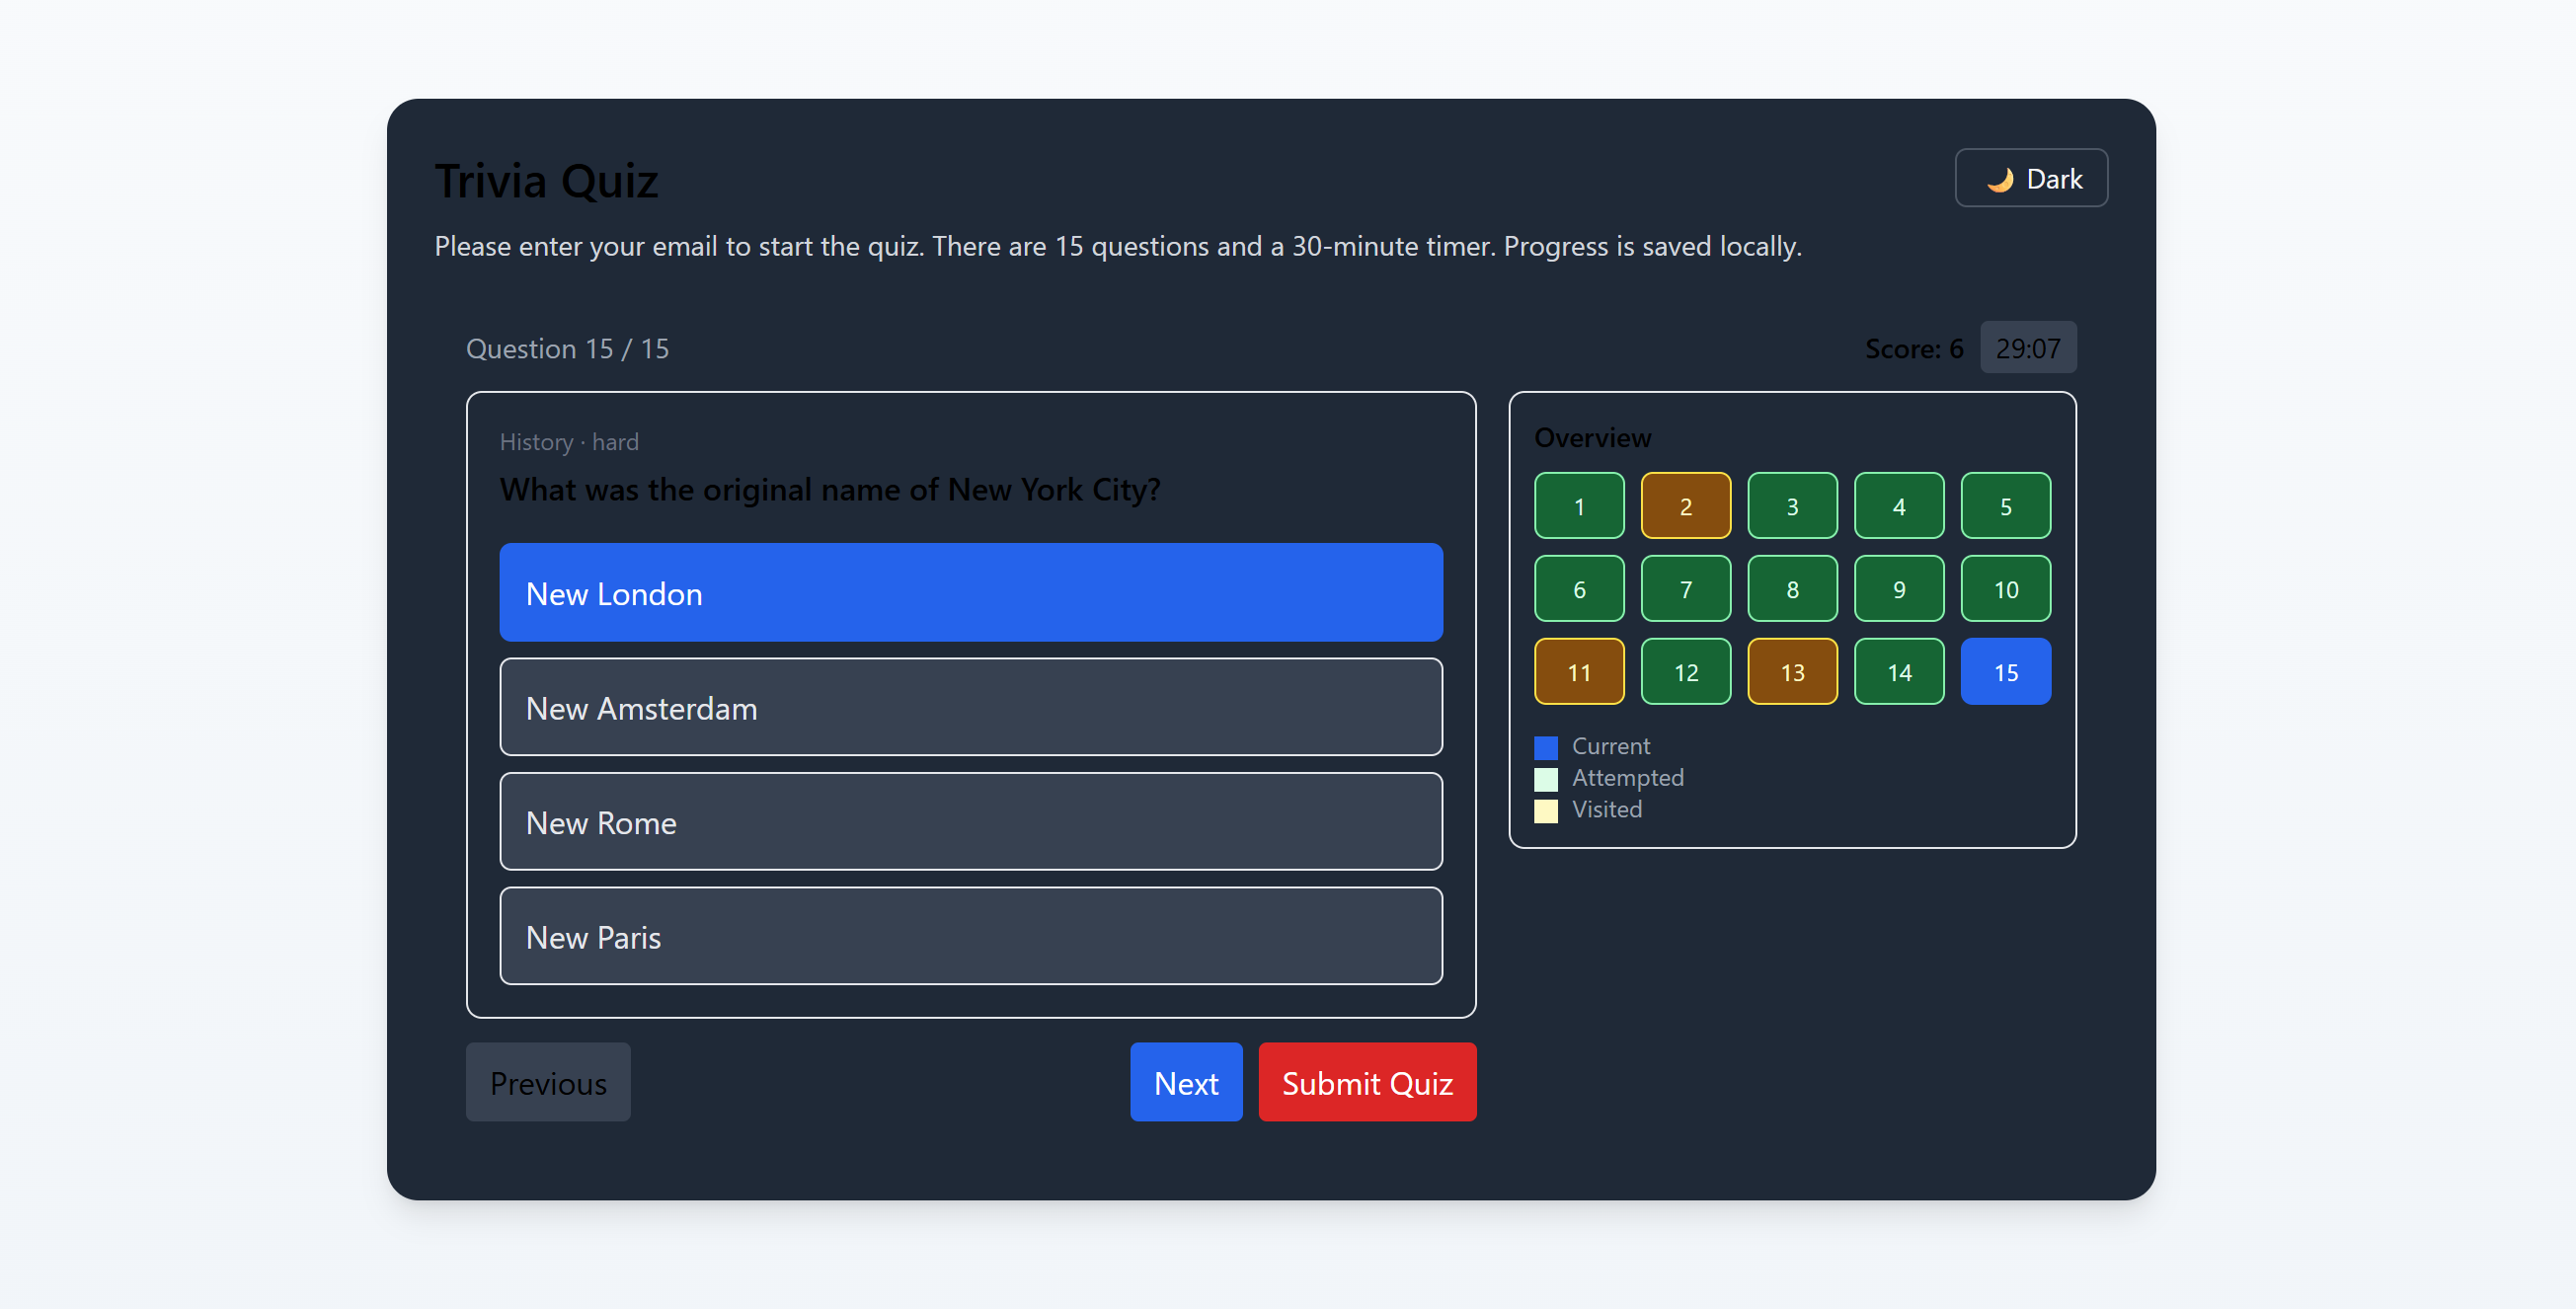 Trivia Quiz
🌙 Dark
Please enter your email to start the quiz. There are 15 questions and a 30-minute timer. Progress is saved locally.
Question 15 / 15
Score: 6 29:07
History · hard
What was the original name of New York City?
New London
New Amsterdam
New Rome
New Paris
Previous
Next
Submit Quiz
Overview
1 2 3 4 5
6 7 8 9 10
11 12 13 14 15
Current
Attempted
Visited